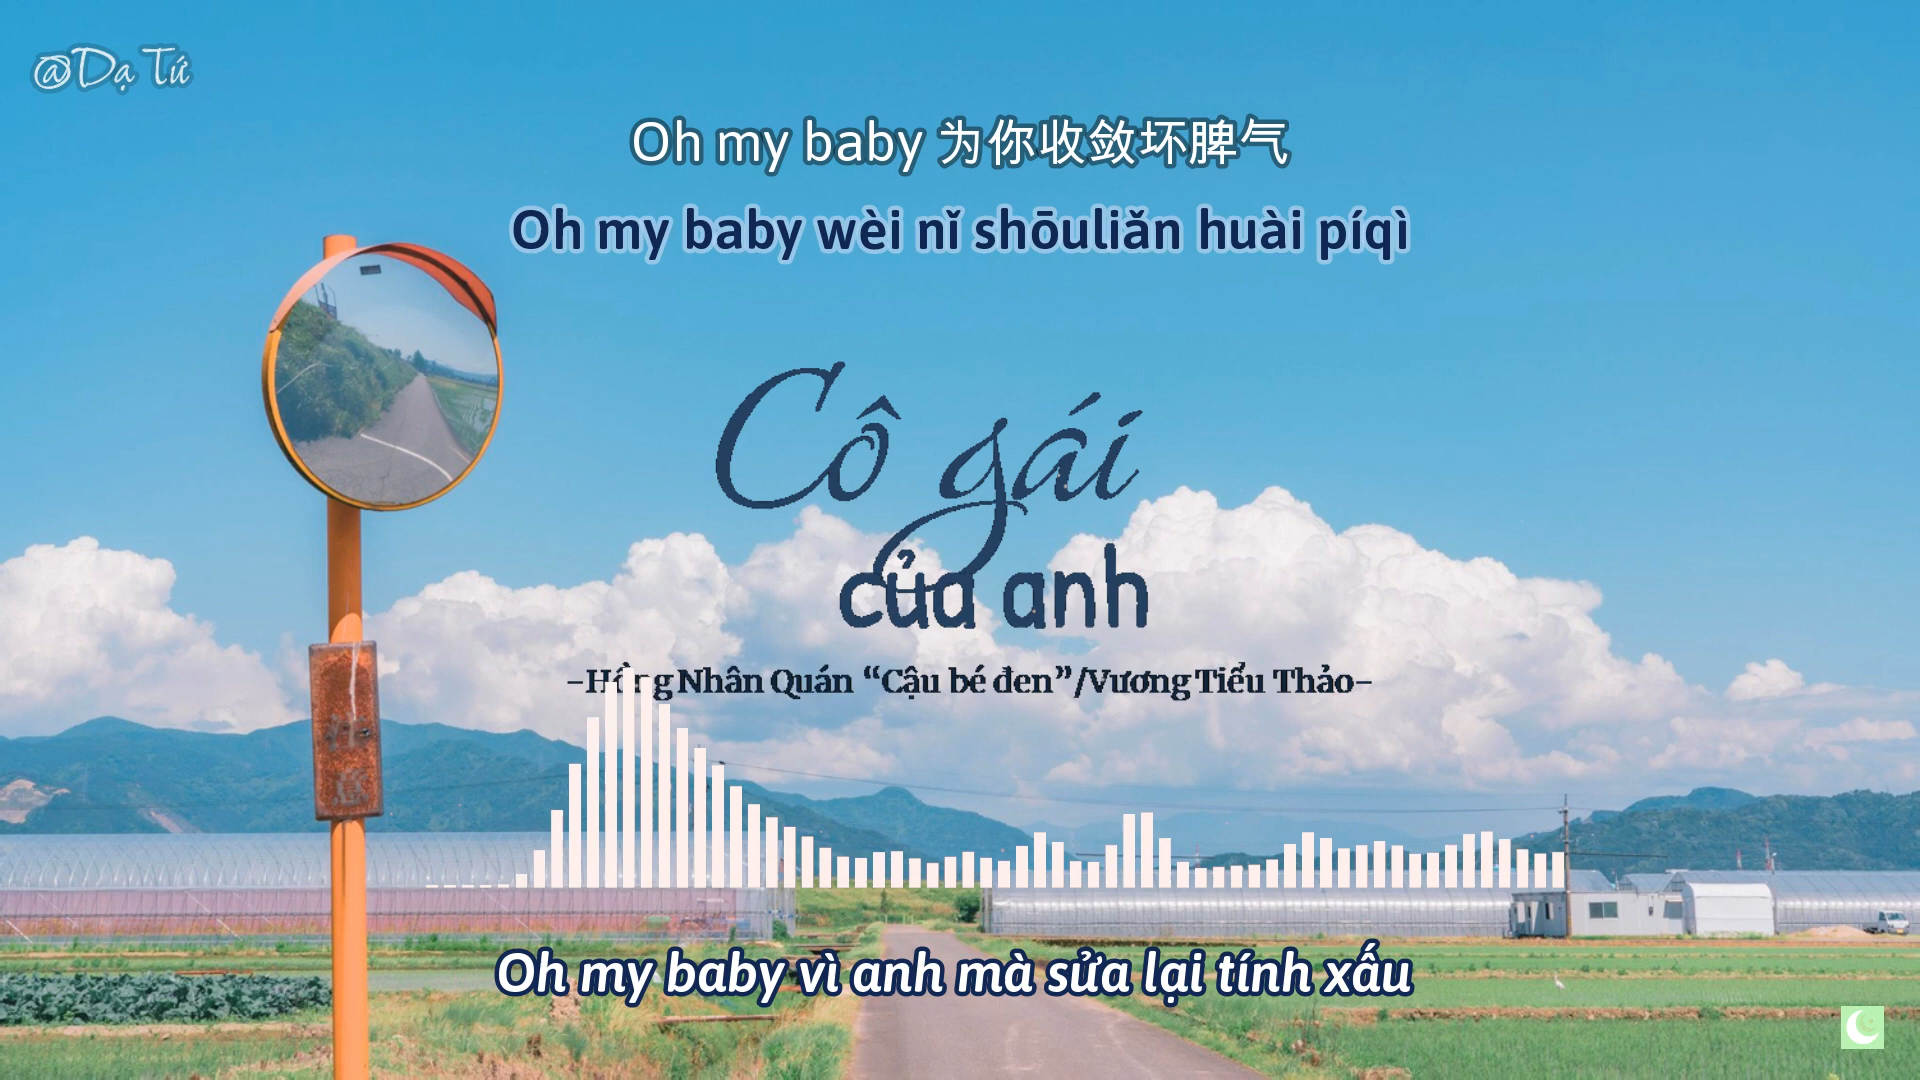 @Dạ Tứ
Oh my baby 为你收敛坏脾气
Oh my baby wèi nǐ shōuliǎn huài píqì
Cô gái
của anh
-Hồng Nhân Quán “Cậu bé đen”/Vương Tiểu Thảo-
Oh my baby vì anh mà sửa lại tính xấu